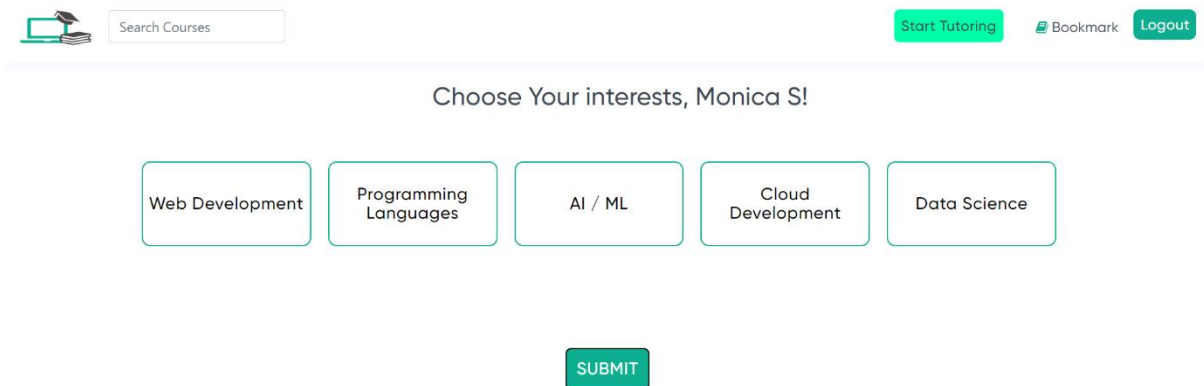 Search Courses
Start Tutoring
Bookmark
Logout
Choose Your interests, Monica S!
Web Development
Programming
Languages
AI / ML
Cloud
Development
Data Science
SUBMIT